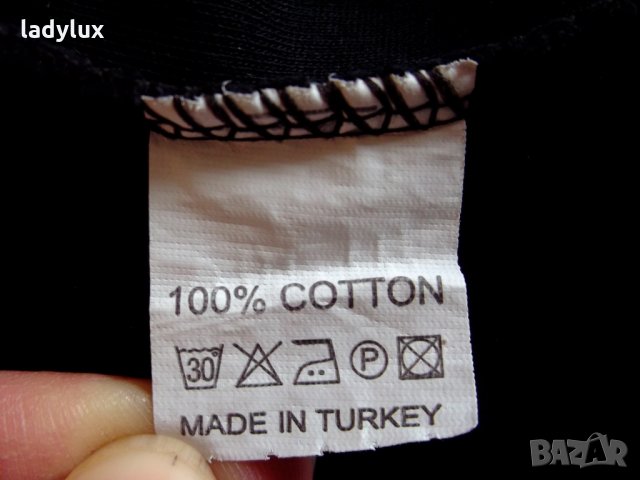 ladylux
100% COTTON
30° P
MADE IN TURKEY
BAZAR